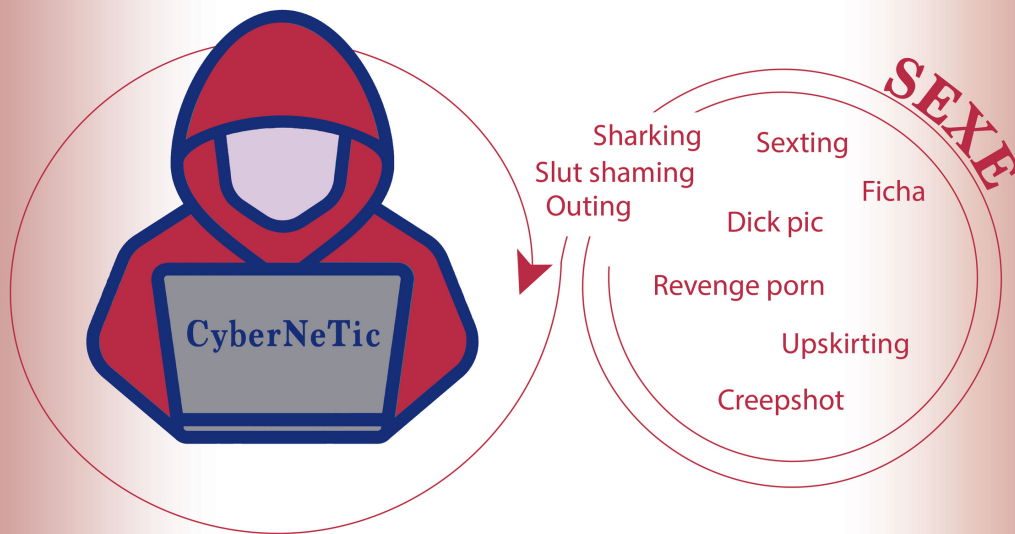 CyberNeTic
SEXE
Sharking
Sexting
Slut shaming
Ficha
Outing
Dick pic
Revenge porn
Upskirting
Creepshot